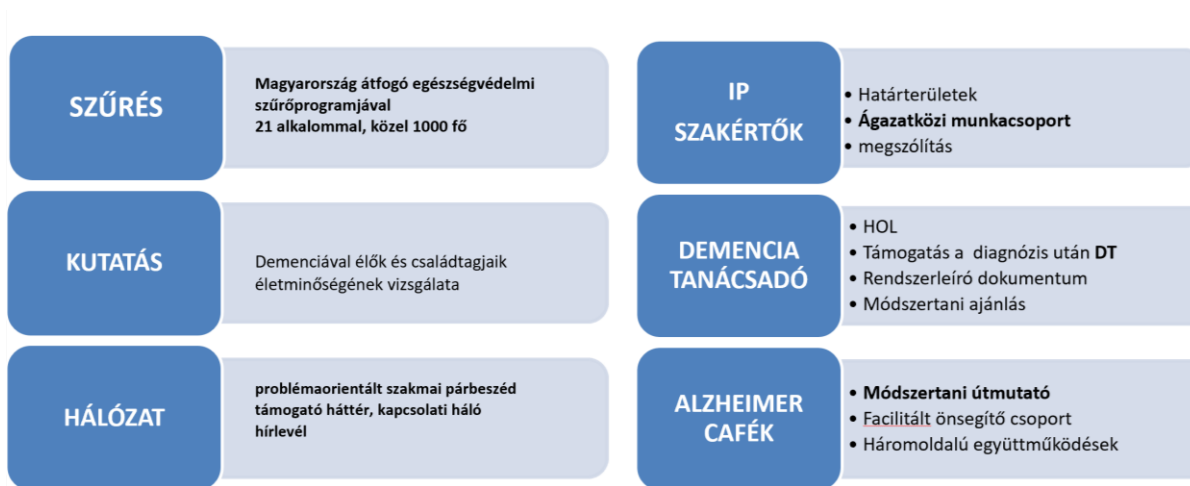 SZŰRÉS
Magyarország átfogó egészségvédelmi
szűrőprogramjával
21 alkalommal, közel 1000 fő
KUTATÁS
Demenciával élők és családtagjaik
életminőségének vizsgálata
HÁLÓZAT
problémaorientált szakmai párbeszéd
támogató háttér, kapcsolati háló
hírlevél
IP
SZAKÉRTŐK
• Határterületek
• Ágazatközi munkacsoport
• megszólítás
DEMENCIA
TANÁCSADÓ
• HOL
• Támogatás a  diagnózis után DT
• Rendszerleíró dokumentum
• Módszertani ajánlás
ALZHEIMER
CAFÉK
• Módszertani útmutató
• Facilitált önsegítő csoport
• Háromoldalú együttműködések